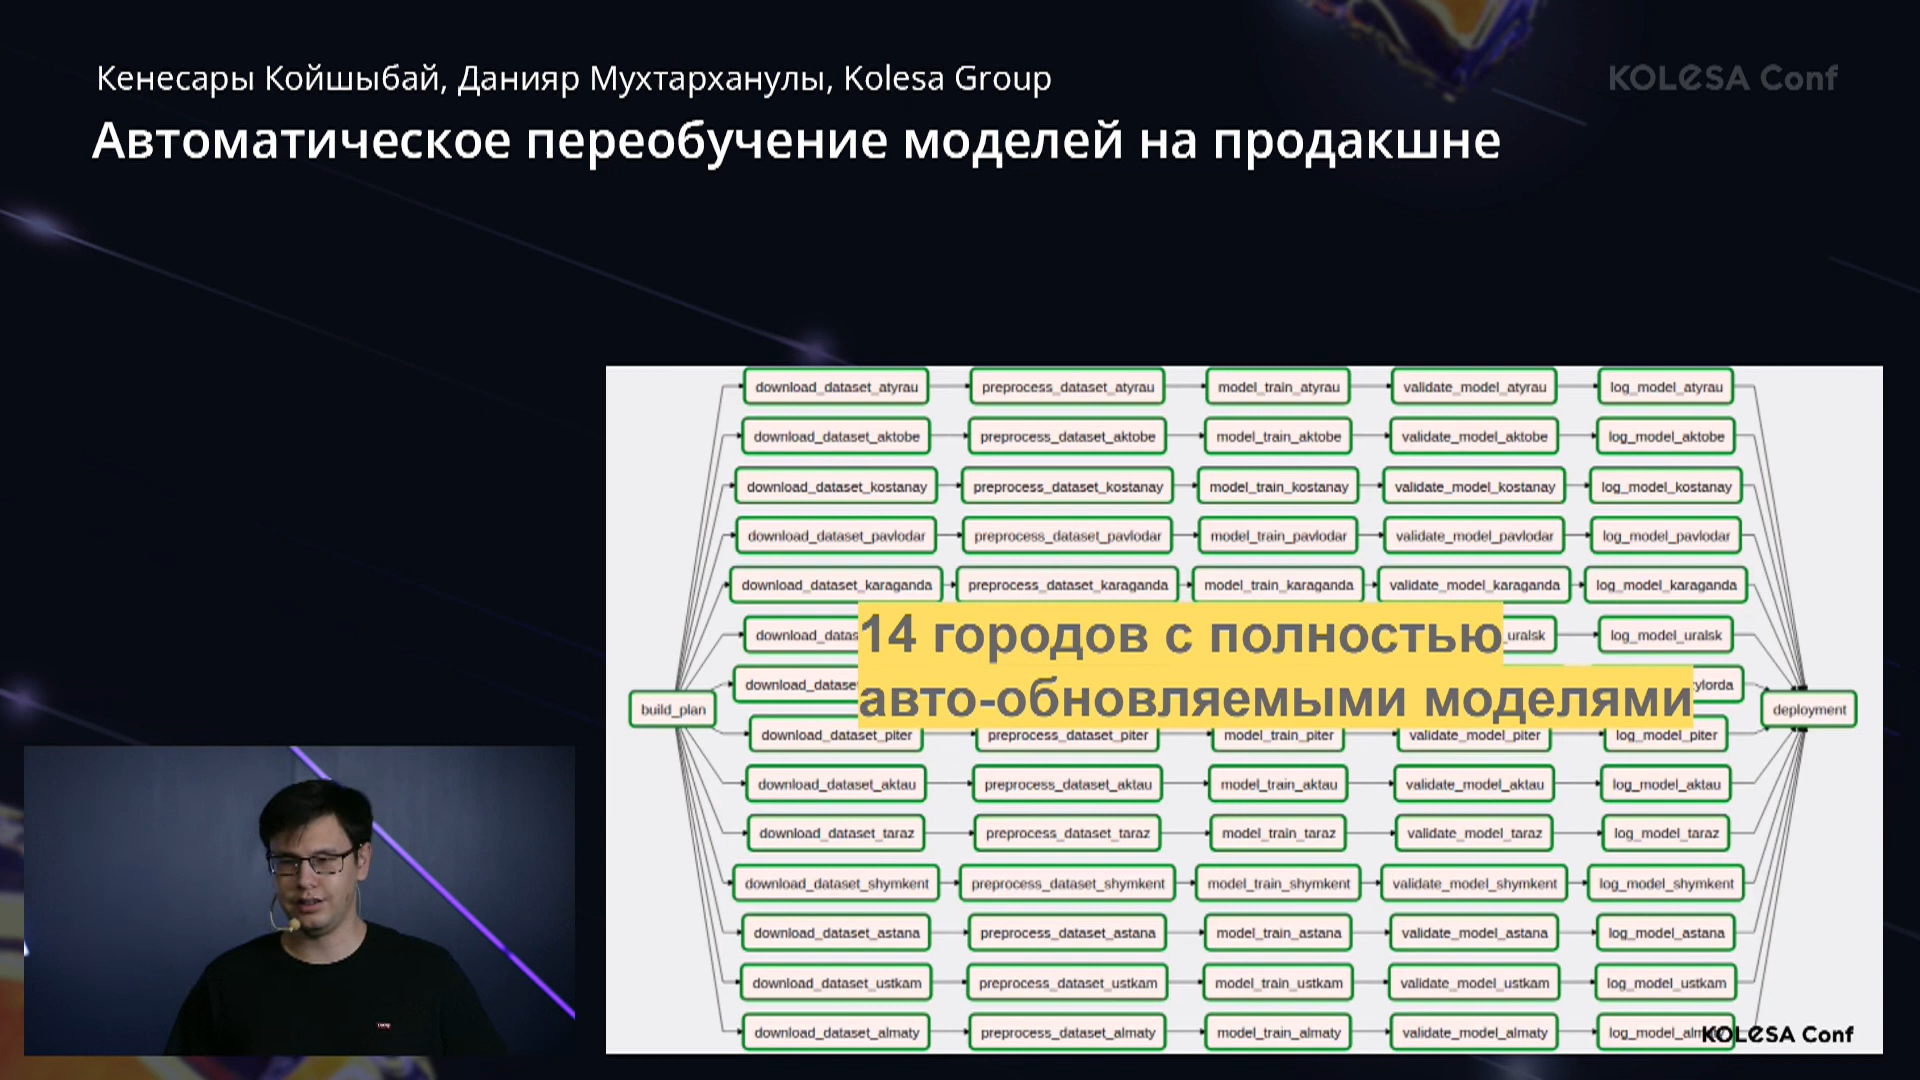 Кенесары Койшыбай, Данияр Мухтарханулы, Kolesa Group
KOLESA Conf
Автоматическое переобучение моделей на продакшне
download_dataset_atyrau preprocess_dataset_atyrau model_train_atyrau validate_model_atyrau log_model_atyrau
download_dataset_aktobe preprocess_dataset_aktobe model_train_aktobe validate_model_aktobe log_model_aktobe
download_dataset_kostanay preprocess_dataset_kostanay model_train_kostanay validate_model_kostanay log_model_kostanay
download_dataset_pavlodar preprocess_dataset_pavlodar model_train_pavlodar validate_model_pavlodar log_model_pavlodar
download_dataset_karaganda preprocess_dataset_karaganda model_train_karaganda validate_model_karaganda log_model_karaganda
download_datas uralsk log_model_uralsk
14 городов с полностью
download_datase ylorda
авто-обновляемыми моделями
build_plan deployment
download_dataset_piter preprocess_dataset_piter model_train_piter validate_model_piter log_model_piter
download_dataset_aktau preprocess_dataset_aktau model_train_aktau validate_model_aktau log_model_aktau
download_dataset_taraz preprocess_dataset_taraz model_train_taraz validate_model_taraz log_model_taraz
download_dataset_shymkent preprocess_dataset_shymkent model_train_shymkent validate_model_shymkent log_model_shymkent
download_dataset_astana preprocess_dataset_astana model_train_astana validate_model_astana log_model_astana
download_dataset_ustkam preprocess_dataset_ustkam model_train_ustkam validate_model_ustkam log_model_ustkam
download_dataset_almaty preprocess_dataset_almaty model_train_almaty validate_model_almaty log_model_alm
KOLESA Conf